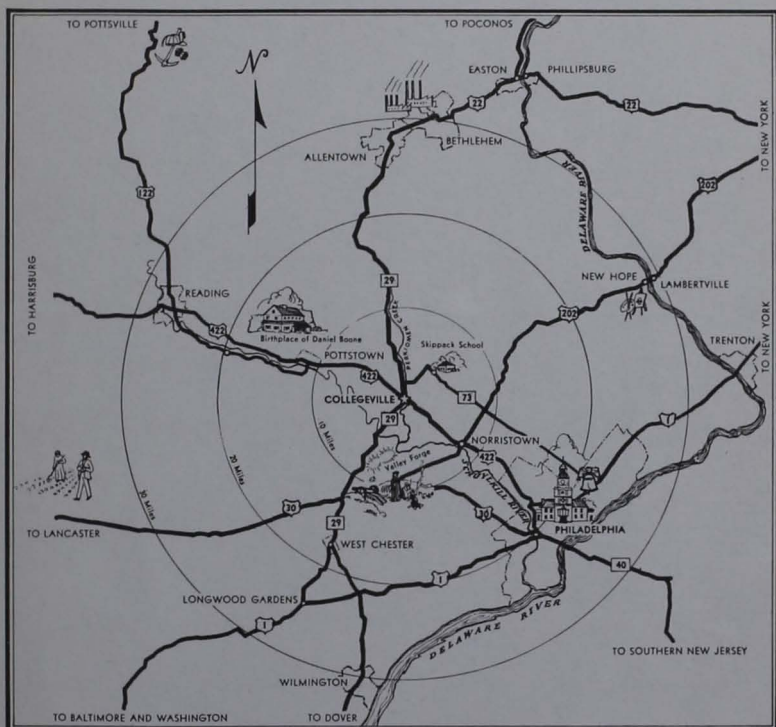 TO POTTSVILLE
TO POCONOS
N
EASTON
PHILLIPSBURG
22
22
BETHLEHEM
ALLENTOWN
TO NEW YORK
122
202
DELAWARE RIVER
TO HARRISBURG
READING
29
NEW HOPE
LAMBERTVILLE
PERKIOMEN CREEK
202
422
Birthplace of Daniel Boone
POTTSTOWN
Skippack School
TRENTON
TO NEW YORK
422
73
COLLEGEVILLE
29
1
10 Miles
NORRISTOWN
20 Miles
Valley Forge
422
30 Miles
SCHUYLKILL RIVER
30
30
TO LANCASTER
29
PHILADELPHIA
WEST CHESTER
40
1
LONGWOOD GARDENS
1
DELAWARE RIVER
TO SOUTHERN NEW JERSEY
WILMINGTON
TO BALTIMORE AND WASHINGTON
TO DOVER